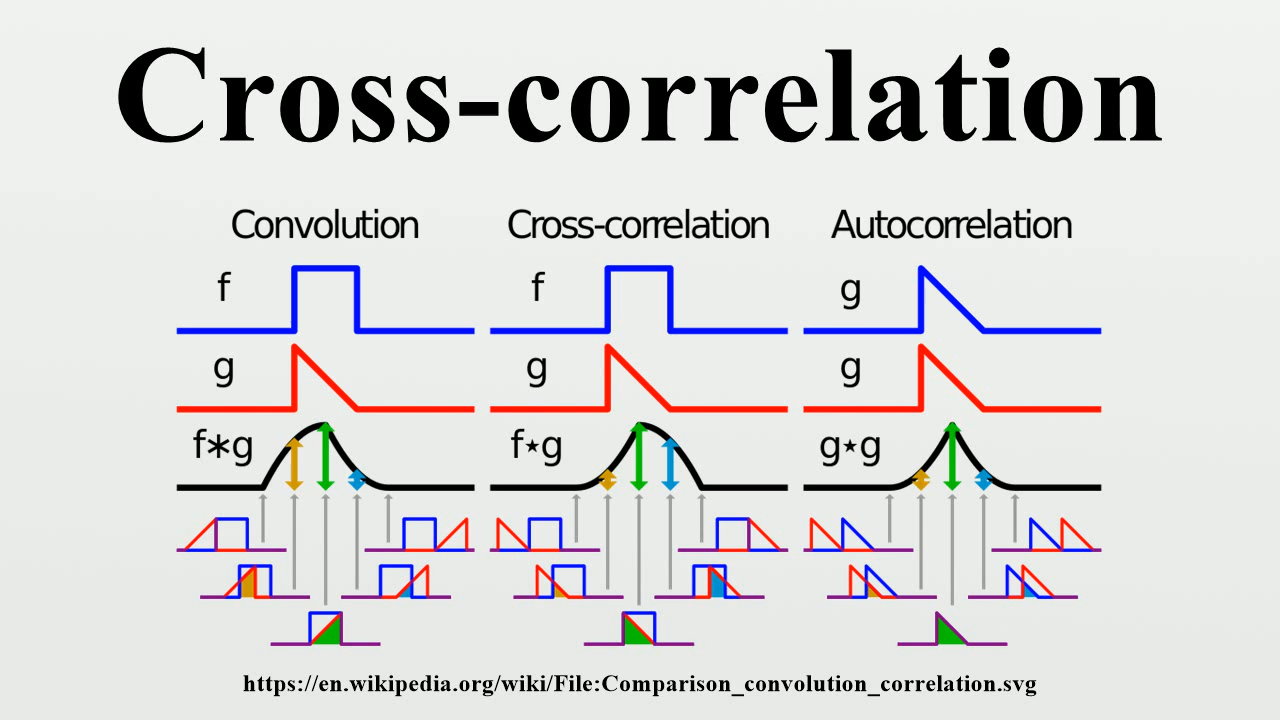 Cross-correlation
Convolution Cross-correlation Autocorrelation
f f g
g g g
f∗g f⋆g g⋆g
https://en.wikipedia.org/wiki/File:Comparison_convolution_correlation.svg